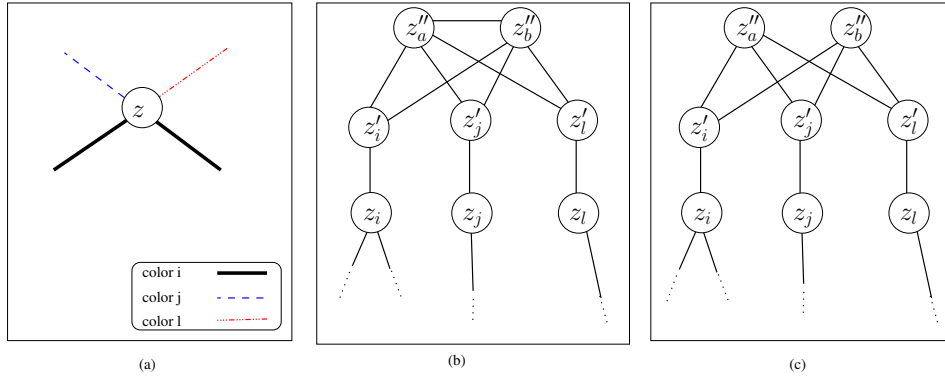 z
color i
color j
color l
(a)
z''_a z''_b
z'_i z'_j z'_l
z_i z_j z_l
(b)
z''_a z''_b
z'_i z'_j z'_l
z_i z_j z_l
(c)